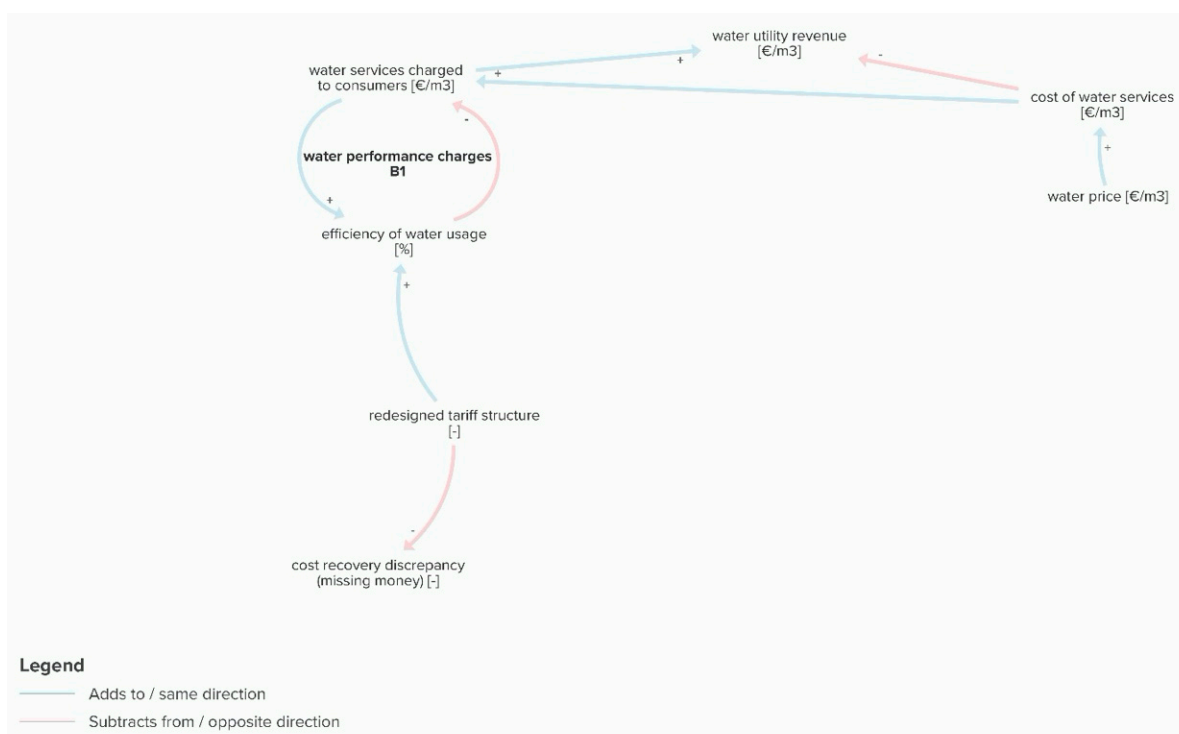 water utility revenue
[€/m3]
-
+
+
water services charged
to consumers [€/m3]
cost of water services
[€/m3]
-
+
water performance charges
B1
water price [€/m3]
+
efficiency of water usage
[%]
+
redesigned tariff structure
[-]
-
cost recovery discrepancy
(missing money) [-]
Legend
Adds to / same direction
Subtracts from / opposite direction